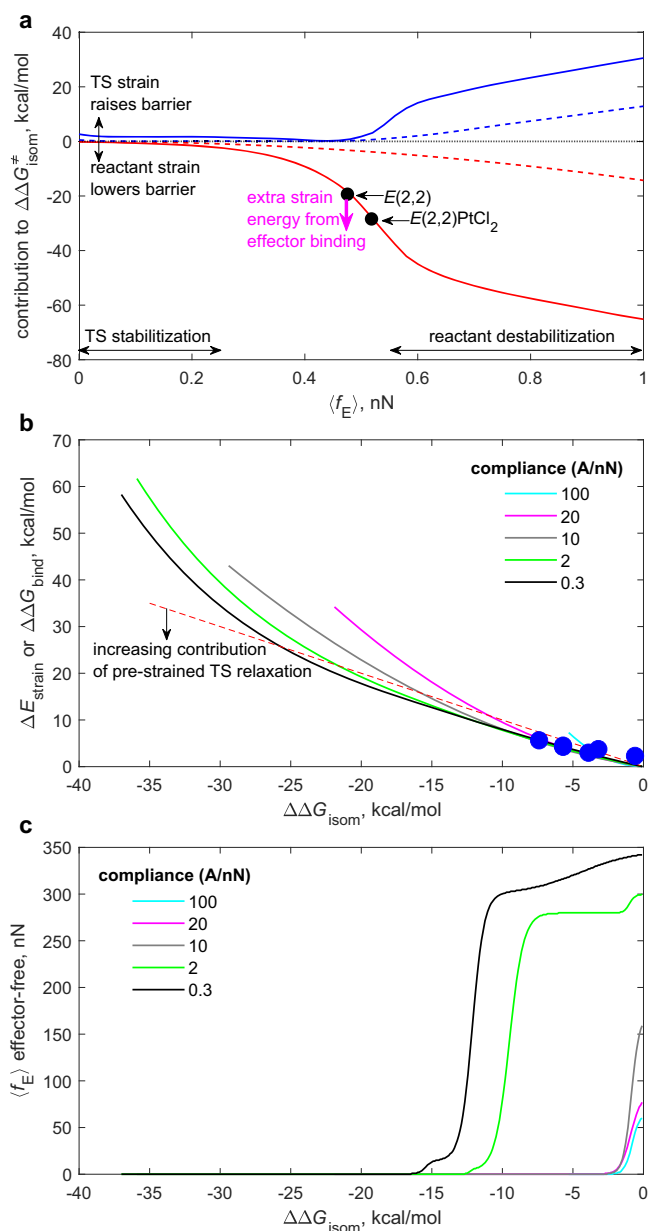 a
contribution to ΔΔG≠isom, kcal/mol
40
20
0
-20
-40
-60
-80
TS strain
raises barrier
reactant strain
lowers barrier
extra strain
energy from
effector binding
E(2,2)
E(2,2)PtCl2
TS stabilitization
reactant destabilitization
0
0.2
0.4
0.6
0.8
1
⟨fE⟩, nN
b
ΔEstrain or ΔΔGbind, kcal/mol
70
60
50
40
30
20
10
0
compliance (A/nN)
100
20
10
2
0.3
increasing contribution
of pre-strained TS relaxation
-40
-35
-30
-25
-20
-15
-10
-5
0
ΔΔGisom, kcal/mol
c
⟨fE⟩ effector-free, nN
350
300
250
200
150
100
50
0
compliance (A/nN)
100
20
10
2
0.3
-40
-35
-30
-25
-20
-15
-10
-5
0
ΔΔGisom, kcal/mol